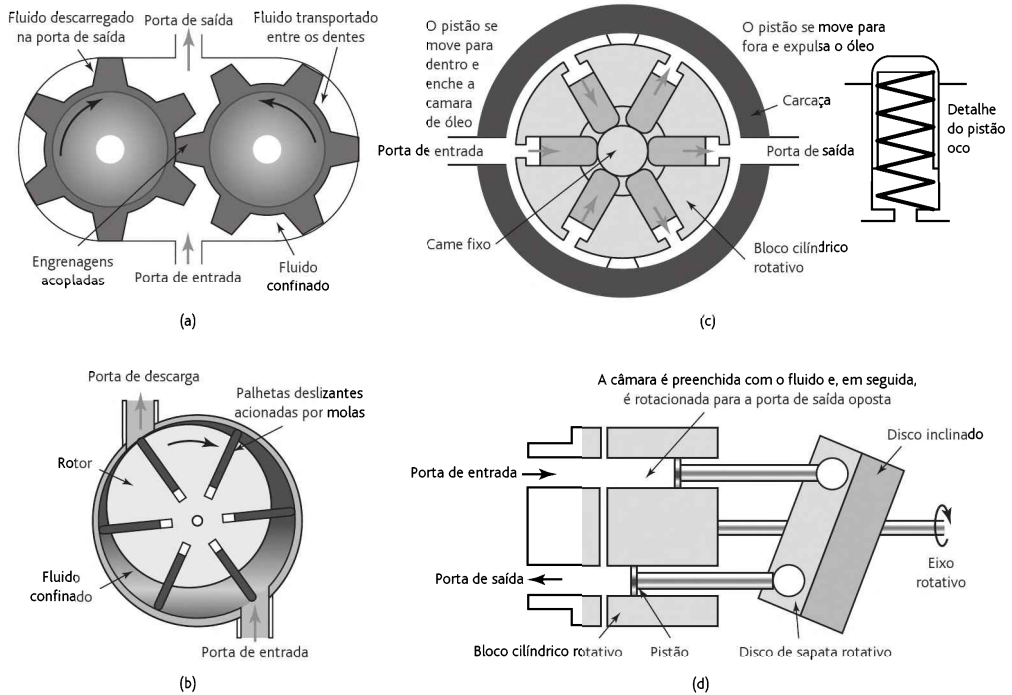 Porta de saída
Fluido descarregado
na porta de saída
Fluido transportado
entre os dentes
Engrenagens
acopladas
Porta de entrada
Fluido
confinado
(a)
O pistão se
move para
dentro e
enche a
camara
de óleo
O pistão se move para
fora e expulsa o óleo
Carcaça
Porta de entrada
Porta de saída
Came fixo
Bloco cilíndrico
rotativo
Detalhe
do pistão
oco
(c)
Porta de descarga
Palhetas deslizantes
acionadas por molas
Rotor
Fluido
confinado
Porta de entrada
(b)
A câmara é preenchida com o fluido e, em seguida,
é rotacionada para a porta de saída oposta
Disco inclinado
Porta de entrada
Porta de saída
Eixo
rotativo
Bloco cilíndrico rotativo
Pistão
Disco de sapata rotativo
(d)